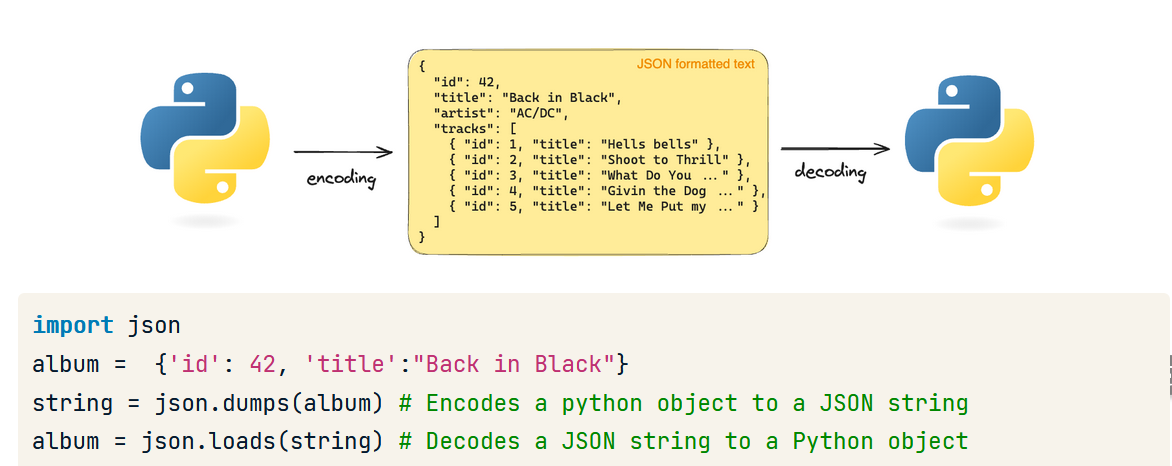 JSON formatted text
{
"id": 42,
"title": "Back in Black",
"artist": "AC/DC",
"tracks": [
{ "id": 1, "title": "Hells bells" },
{ "id": 2, "title": "Shoot to Thrill" },
{ "id": 3, "title": "What Do You ..." },
{ "id": 4, "title": "Givin the Dog ..." },
{ "id": 5, "title": "Let Me Put my ..." }
]
}
encoding
decoding
import json
album =  {'id': 42, 'title':"Back in Black"}
string = json.dumps(album) # Encodes a python object to a JSON string
album = json.loads(string) # Decodes a JSON string to a Python object